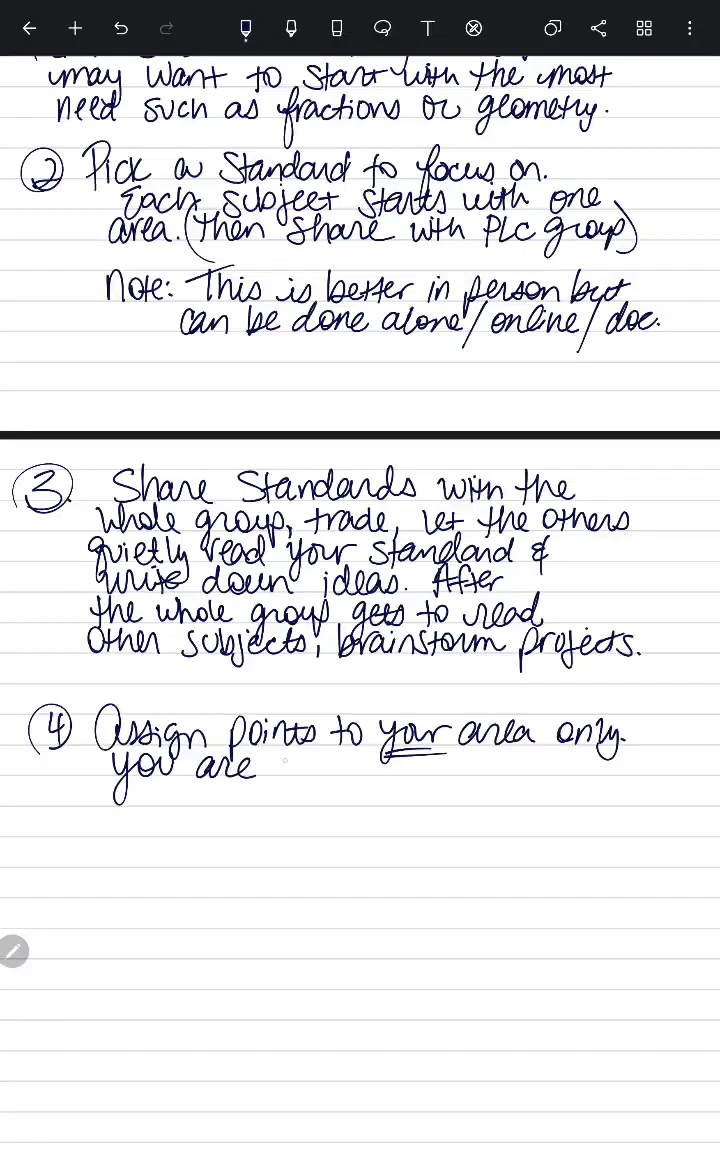 may want to start with the most
need such as fractions or geometry.
② Pick a Standard to focus on.
Each subject starts with one
area. (Then share with PLC group)
Note: This is better in person but
can be done alone/online/doc.
③. Share Standards with the
whole group, trade, let the others
quietly read your standard &
write down ideas. After
the whole group gets to read
other subjects, brainstorm projects.
④ Assign points to your area only.
you are